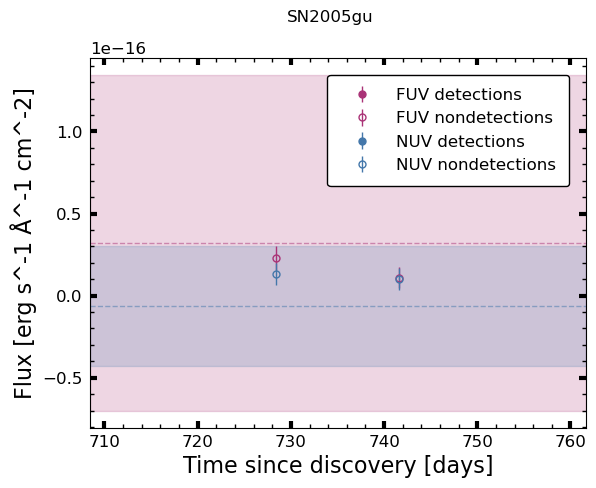 SN2005gu
1e−16
FUV detections
FUV nondetections
NUV detections
NUV nondetections
1.0
0.5
0.0
−0.5
Flux [erg s^-1 Å^-1 cm^-2]
710 720 730 740 750 760
Time since discovery [days]